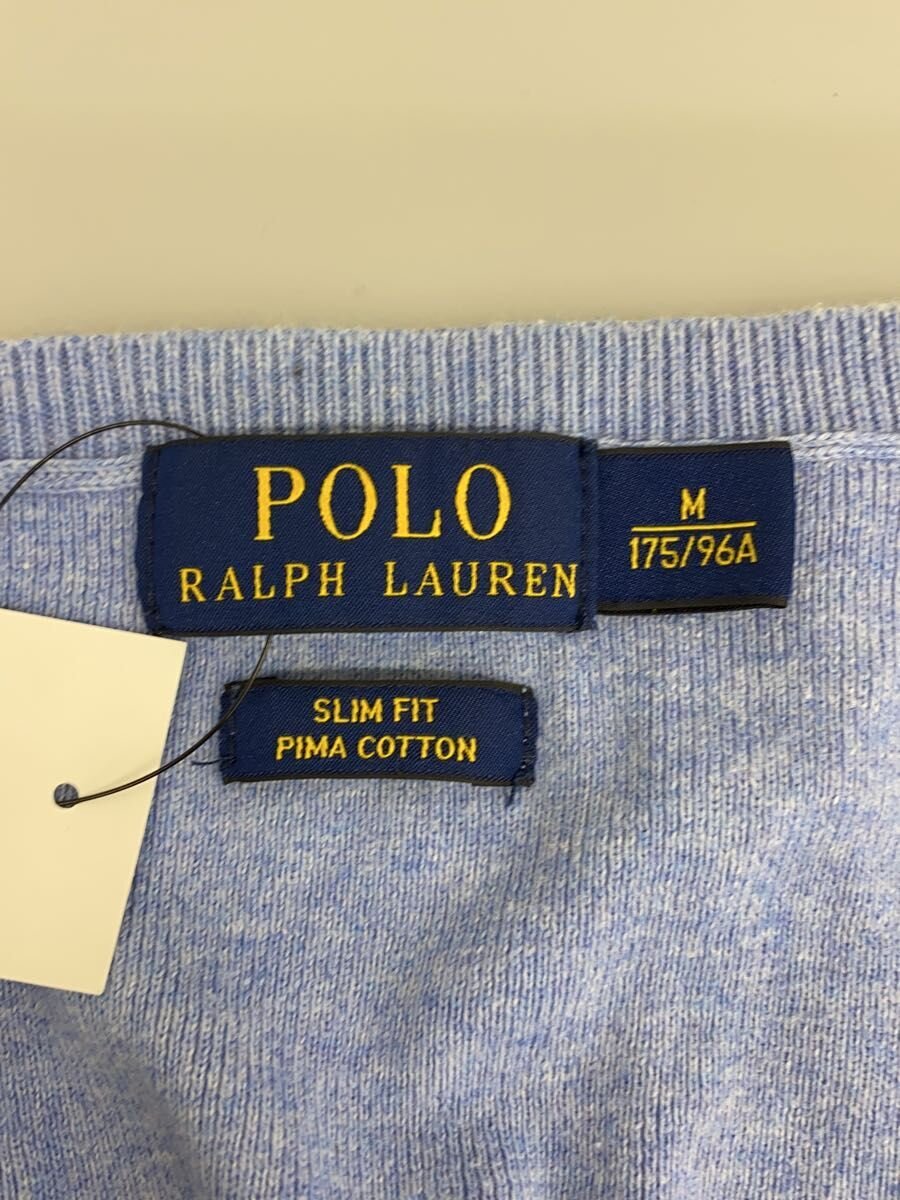 POLO
RALPH LAUREN
M
175/96A
SLIM FIT
PIMA COTTON